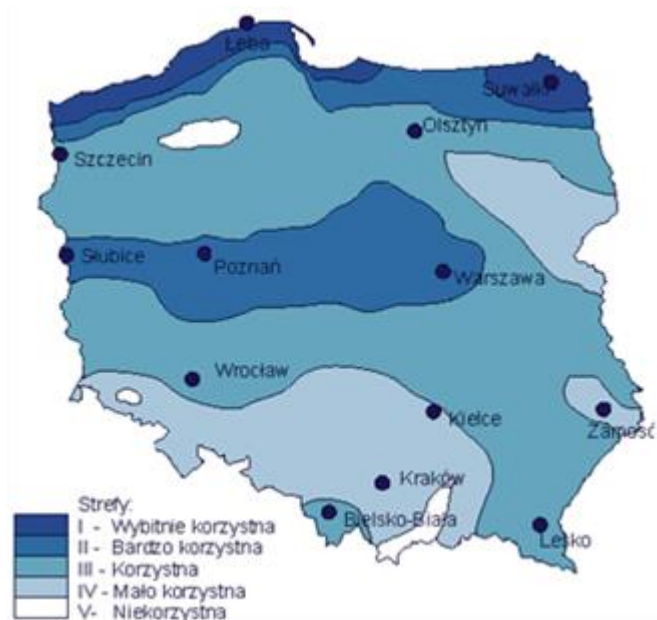 Łeba
Suwałki
Olsztyn
Szczecin
Słubice
Poznań
Warszawa
Wrocław
Kielce
Zamość
Kraków
Bielsko-Biała
Lesko
Strefy:
I - Wybitnie korzystna
II - Bardzo korzystna
III - Korzystna
IV - Mało korzystna
V- Niekorzystna